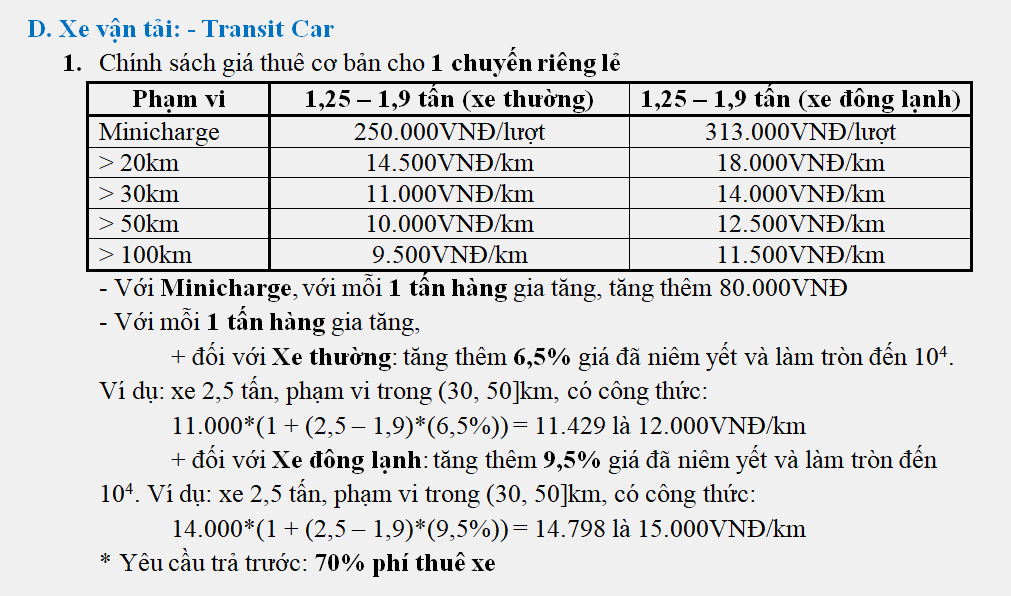 D. Xe vận tải: - Transit Car
1. Chính sách giá thuê cơ bản cho 1 chuyến riêng lẻ
Phạm vi 1,25 – 1,9 tấn (xe thường) 1,25 – 1,9 tấn (xe đông lạnh)
Minicharge 250.000VNĐ/lượt 313.000VNĐ/lượt
> 20km 14.500VNĐ/km 18.000VNĐ/km
> 30km 11.000VNĐ/km 14.000VNĐ/km
> 50km 10.000VNĐ/km 12.500VNĐ/km
> 100km 9.500VNĐ/km 11.500VNĐ/km
- Với Minicharge, với mỗi 1 tấn hàng gia tăng, tăng thêm 80.000VNĐ
- Với mỗi 1 tấn hàng gia tăng,
+ đối với Xe thường: tăng thêm 6,5% giá đã niêm yết và làm tròn đến 10⁴.
Ví dụ: xe 2,5 tấn, phạm vi trong (30, 50]km, có công thức:
11.000*(1 + (2,5 – 1,9)*(6,5%)) = 11.429 là 12.000VNĐ/km
+ đối với Xe đông lạnh: tăng thêm 9,5% giá đã niêm yết và làm tròn đến
10⁴. Ví dụ: xe 2,5 tấn, phạm vi trong (30, 50]km, có công thức:
14.000*(1 + (2,5 – 1,9)*(9,5%)) = 14.798 là 15.000VNĐ/km
* Yêu cầu trả trước: 70% phí thuê xe